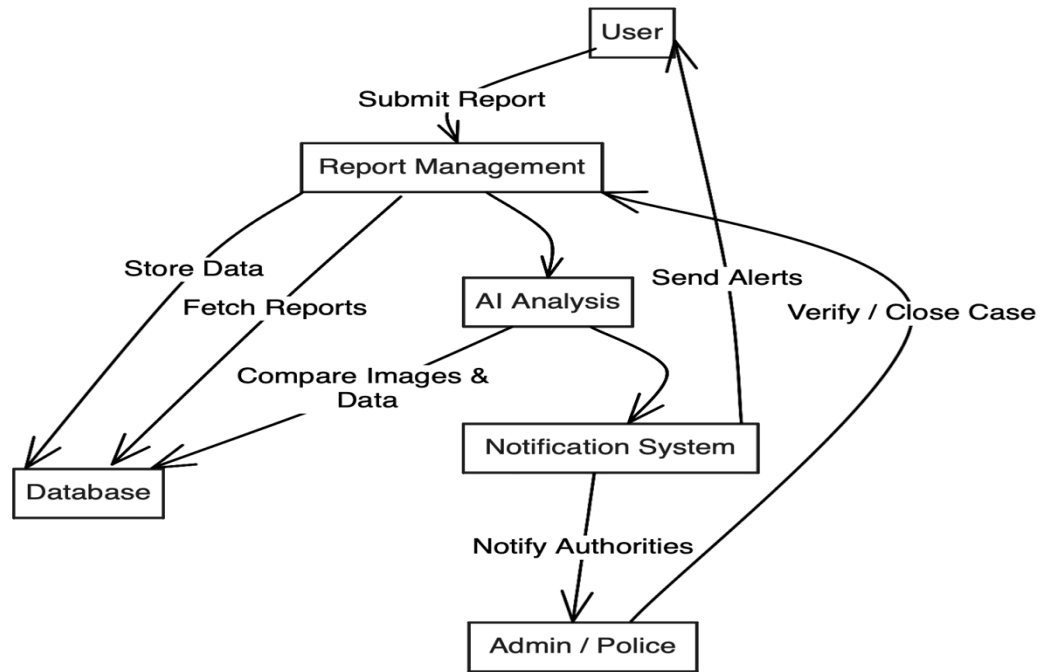 User
Submit Report
Report Management
Store Data
Send Alerts
Fetch Reports
AI Analysis
Verify / Close Case
Compare Images &
Data
Notification System
Database
Notify Authorities
Admin / Police